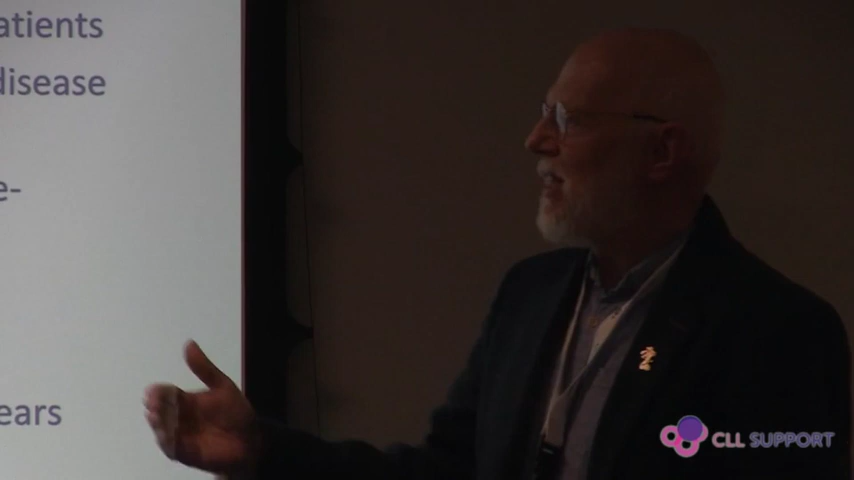 atients
disease
e-
ears
CLL SUPPORT